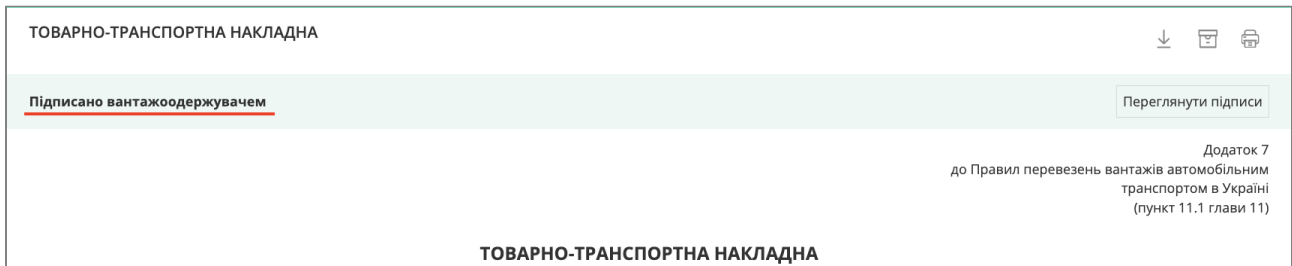 ТОВАРНО-ТРАНСПОРТНА НАКЛАДНА
Підписано вантажоодержувачем
Переглянути підписи
Додаток 7
до Правил перевезень вантажів автомобільним
транспортом в Україні
(пункт 11.1 глави 11)
ТОВАРНО-ТРАНСПОРТНА НАКЛАДНА